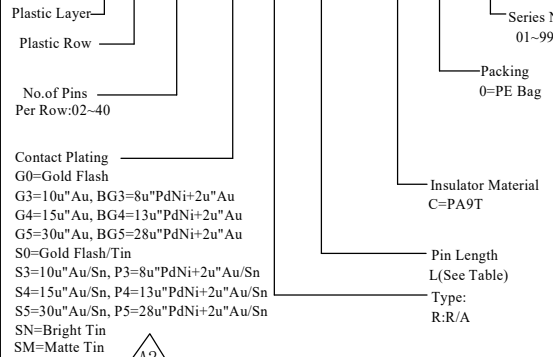 Plastic Layer
Plastic Row
No.of Pins
Per Row:02~40
Contact Plating
G0=Gold Flash
G3=10u"Au, BG3=8u"PdNi+2u"Au
G4=15u"Au, BG4=13u"PdNi+2u"Au
G5=30u"Au, BG5=28u"PdNi+2u"Au
S0=Gold Flash/Tin
S3=10u"Au/Sn, P3=8u"PdNi+2u"Au/Sn
S4=15u"Au/Sn, P4=13u"PdNi+2u"Au/Sn
S5=30u"Au/Sn, P5=28u"PdNi+2u"Au/Sn
SN=Bright Tin
SM=Matte Tin
Series
01~99
Packing
0=PE Bag
Insulator Material
C=PA9T
Pin Length
L(See Table)
Type:
R:R/A